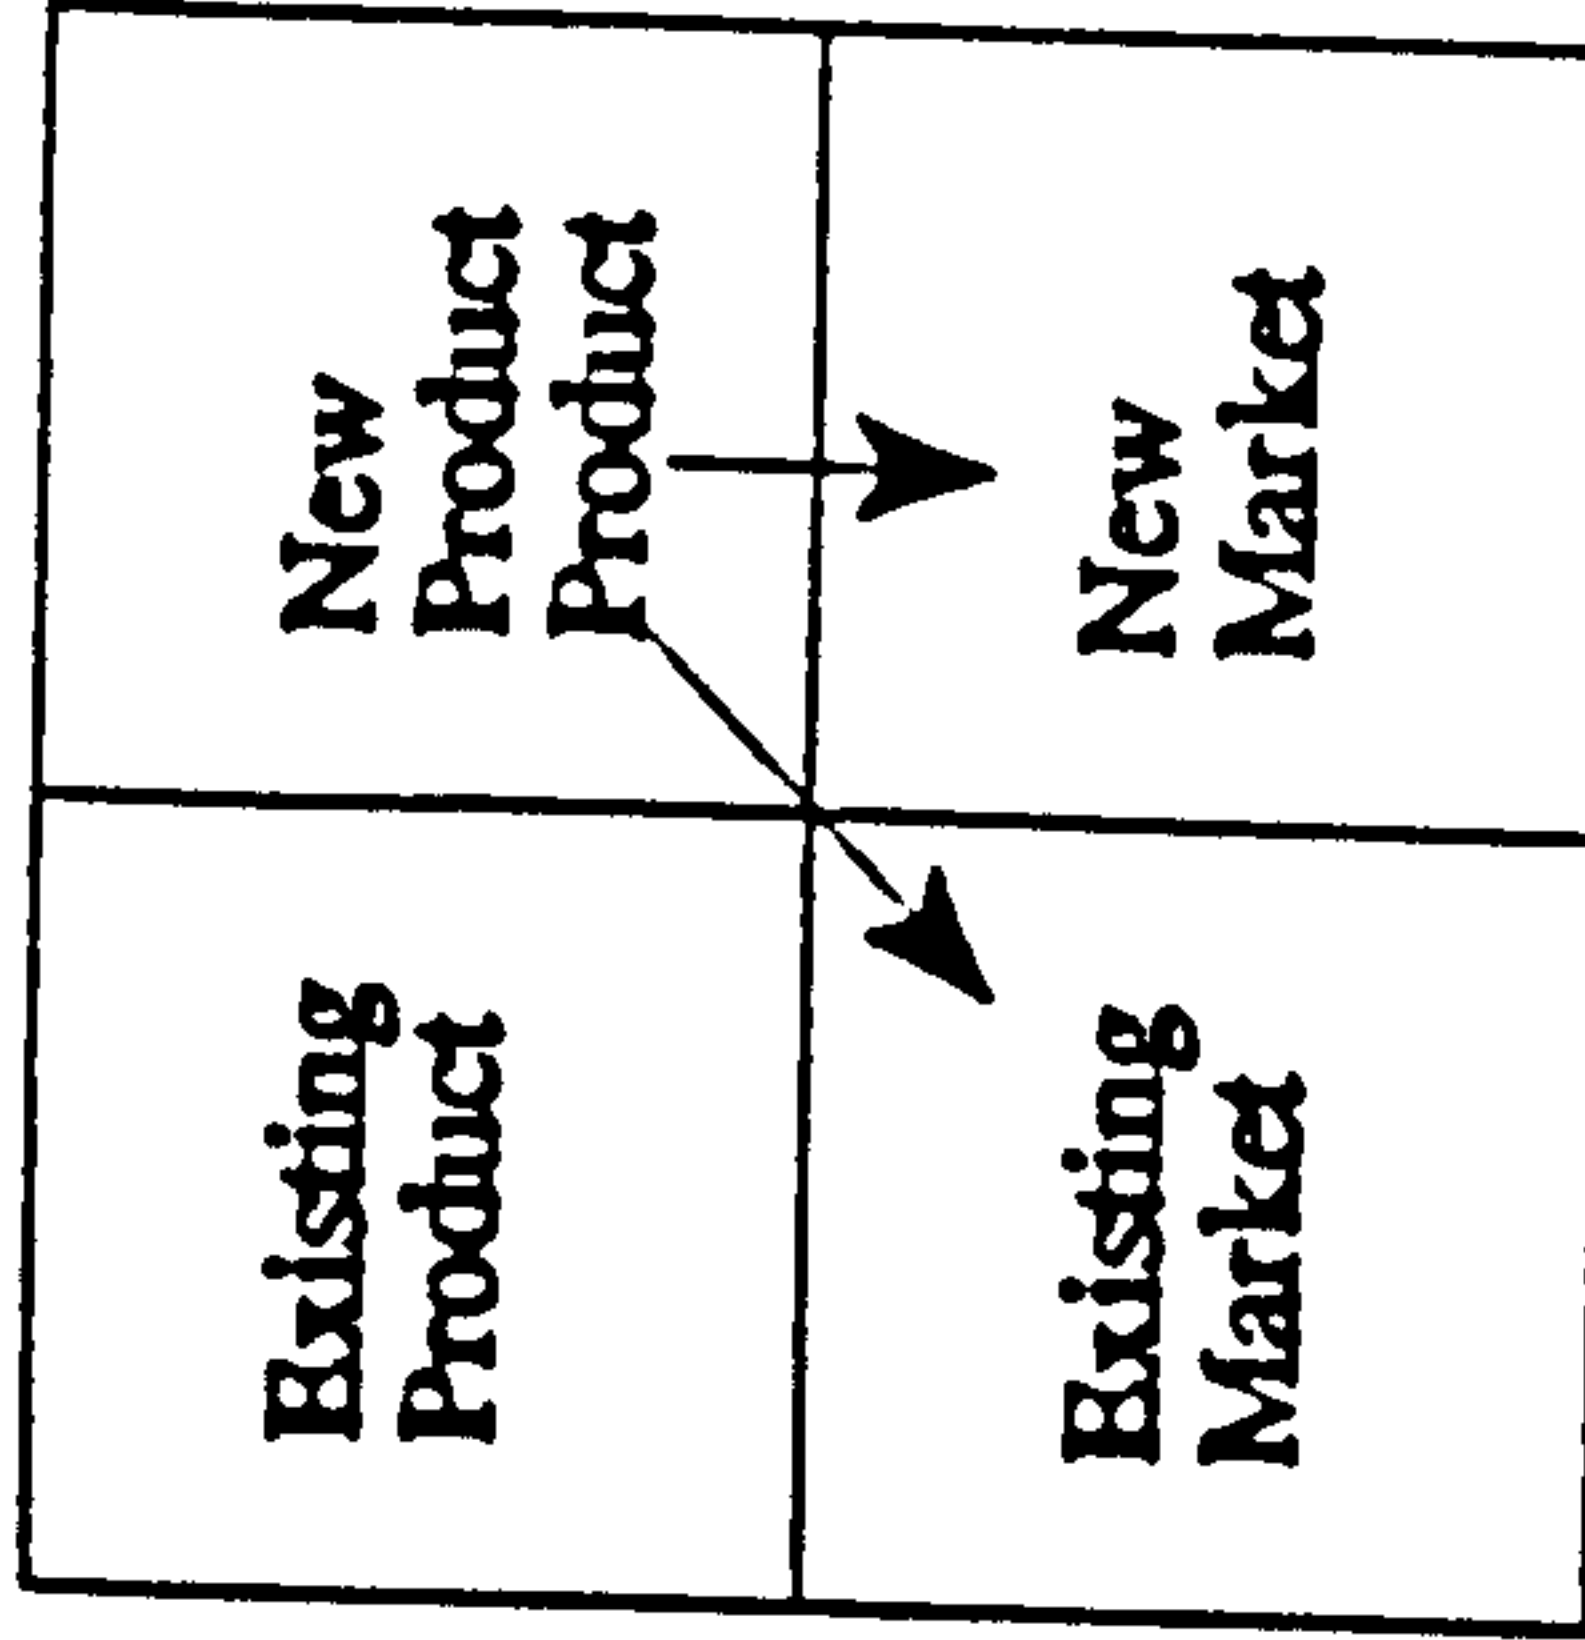 Existing
Product
New
Product
Product
Existing
Market
New
Market